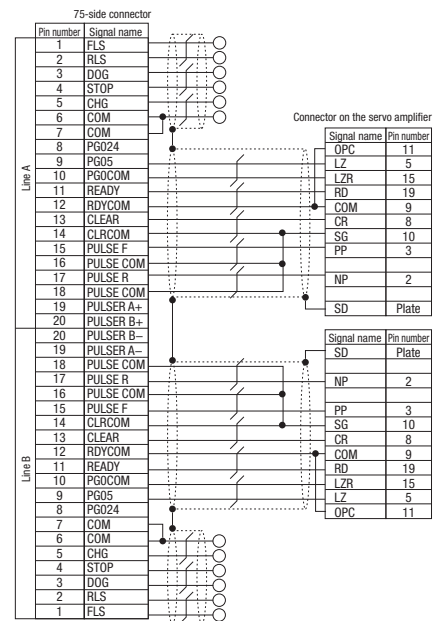 75-side connector
Pin number Signal name
Line A
1 FLS
2 RLS
3 DOG
4 STOP
5 CHG
6 COM
7 COM
8 PG024
9 PG05
10 PG0COM
11 READY
12 RDYCOM
13 CLEAR
14 CLRCOM
15 PULSE F
16 PULSE COM
17 PULSE R
18 PULSE COM
19 PULSER A+
20 PULSER B+
Line B
20 PULSER B−
19 PULSER A−
18 PULSE COM
17 PULSE R
16 PULSE COM
15 PULSE F
14 CLRCOM
13 CLEAR
12 RDYCOM
11 READY
10 PG0COM
9 PG05
8 PG024
7 COM
6 COM
5 CHG
4 STOP
3 DOG
2 RLS
1 FLS
Connector on the servo amplifier
Signal name Pin number
OPC 11
LZ 5
LZR 15
RD 19
COM 9
CR 8
SG 10
PP 3
NP 2
SD Plate
Signal name Pin number
SD Plate
NP 2
PP 3
SG 10
CR 8
COM 9
RD 19
LZR 15
LZ 5
OPC 11